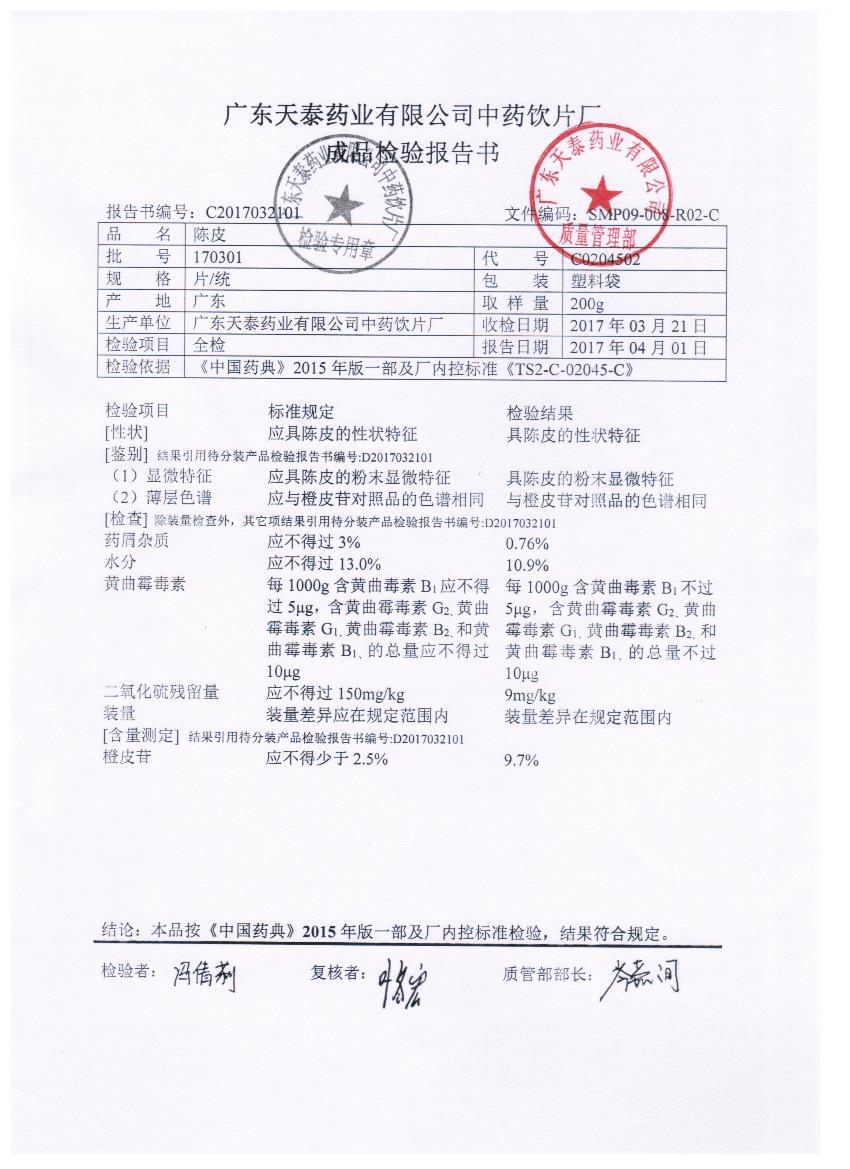 广东天泰药业有限公司中药饮片厂
成品检验报告书
广东天泰药业有限公司中药饮片厂
检验专用章
广东天泰药业有限公司
质量管理部
报告书编号：C2017032101 文件编码：SMP09-008-R02-C
品 名 陈皮
批 号 170301 代 号 C0204502
规 格 片/统 包 装 塑料袋
产 地 广东 取样量 200g
生产单位 广东天泰药业有限公司中药饮片厂 收检日期 2017年03月21日
检验项目 全检 报告日期 2017年04月01日
检验依据 《中国药典》2015年版一部及厂内控标准《TS2-C-02045-C》
检验项目 标准规定 检验结果
[性状] 应具陈皮的性状特征 具陈皮的性状特征
[鉴别] 结果引用待分装产品检验报告书编号:D2017032101
（1）显微特征 应具陈皮的粉末显微特征 具陈皮的粉末显微特征
（2）薄层色谱 应与橙皮苷对照品的色谱相同 与橙皮苷对照品的色谱相同
[检查] 除装量检查外，其它项结果引用待分装产品检验报告书编号:D2017032101
药屑杂质 应不得过3% 0.76%
水分 应不得过13.0% 10.9%
黄曲霉毒素 每1000g含黄曲毒素B₁应不得 每1000g含黄曲毒素B₁不过
过5μg，含黄曲霉毒素G₂、黄曲 5μg，含黄曲霉毒素G₂、黄曲
霉毒素G₁、黄曲霉毒素B₂、和黄 霉毒素G₁、黄曲霉毒素B₂、和
曲霉毒素B₁、的总量应不得过 黄曲霉毒素B₁、的总量不过
10μg 10μg
二氧化硫残留量 应不得过150mg/kg 9mg/kg
装量 装量差异应在规定范围内 装量差异在规定范围内
[含量测定] 结果引用待分装产品检验报告书编号:D2017032101
橙皮苷 应不得少于2.5% 9.7%
结论：本品按《中国药典》2015年版一部及厂内控标准检验，结果符合规定。
检验者： 复核者： 质管部部长：